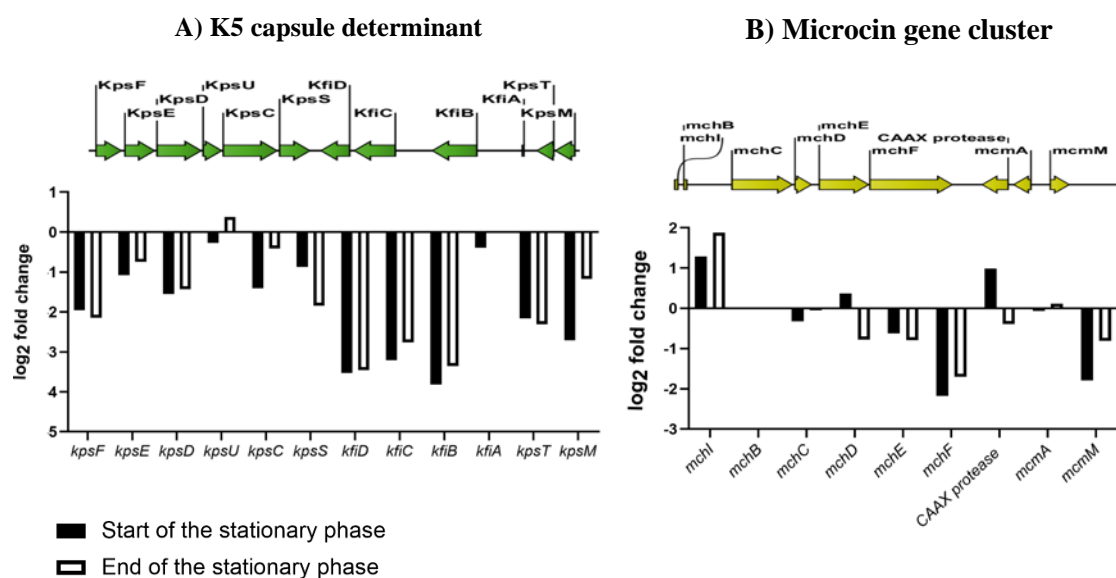 A) K5 capsule determinant
KpsF KpsE KpsD KpsU KpsC KpsS KfiD KfiC KfiB KfiA KpsT KpsM
1
0
1
2
3
4
5
log2 fold change
kpsF kpsE kpsD kpsU kpsC kpsS kfiD kfiC kfiB kfiA kpsT kpsM
B) Microcin gene cluster
mchB
mchI
mchC
mchD
mchE
mchF
CAAX protease
mcmA
mcmM
2
1
0
-1
-2
-3
log2 fold change
mchI mchB mchC mchD mchE mchF CAAX protease mcmA mcmM
Start of the stationary phase
End of the stationary phase